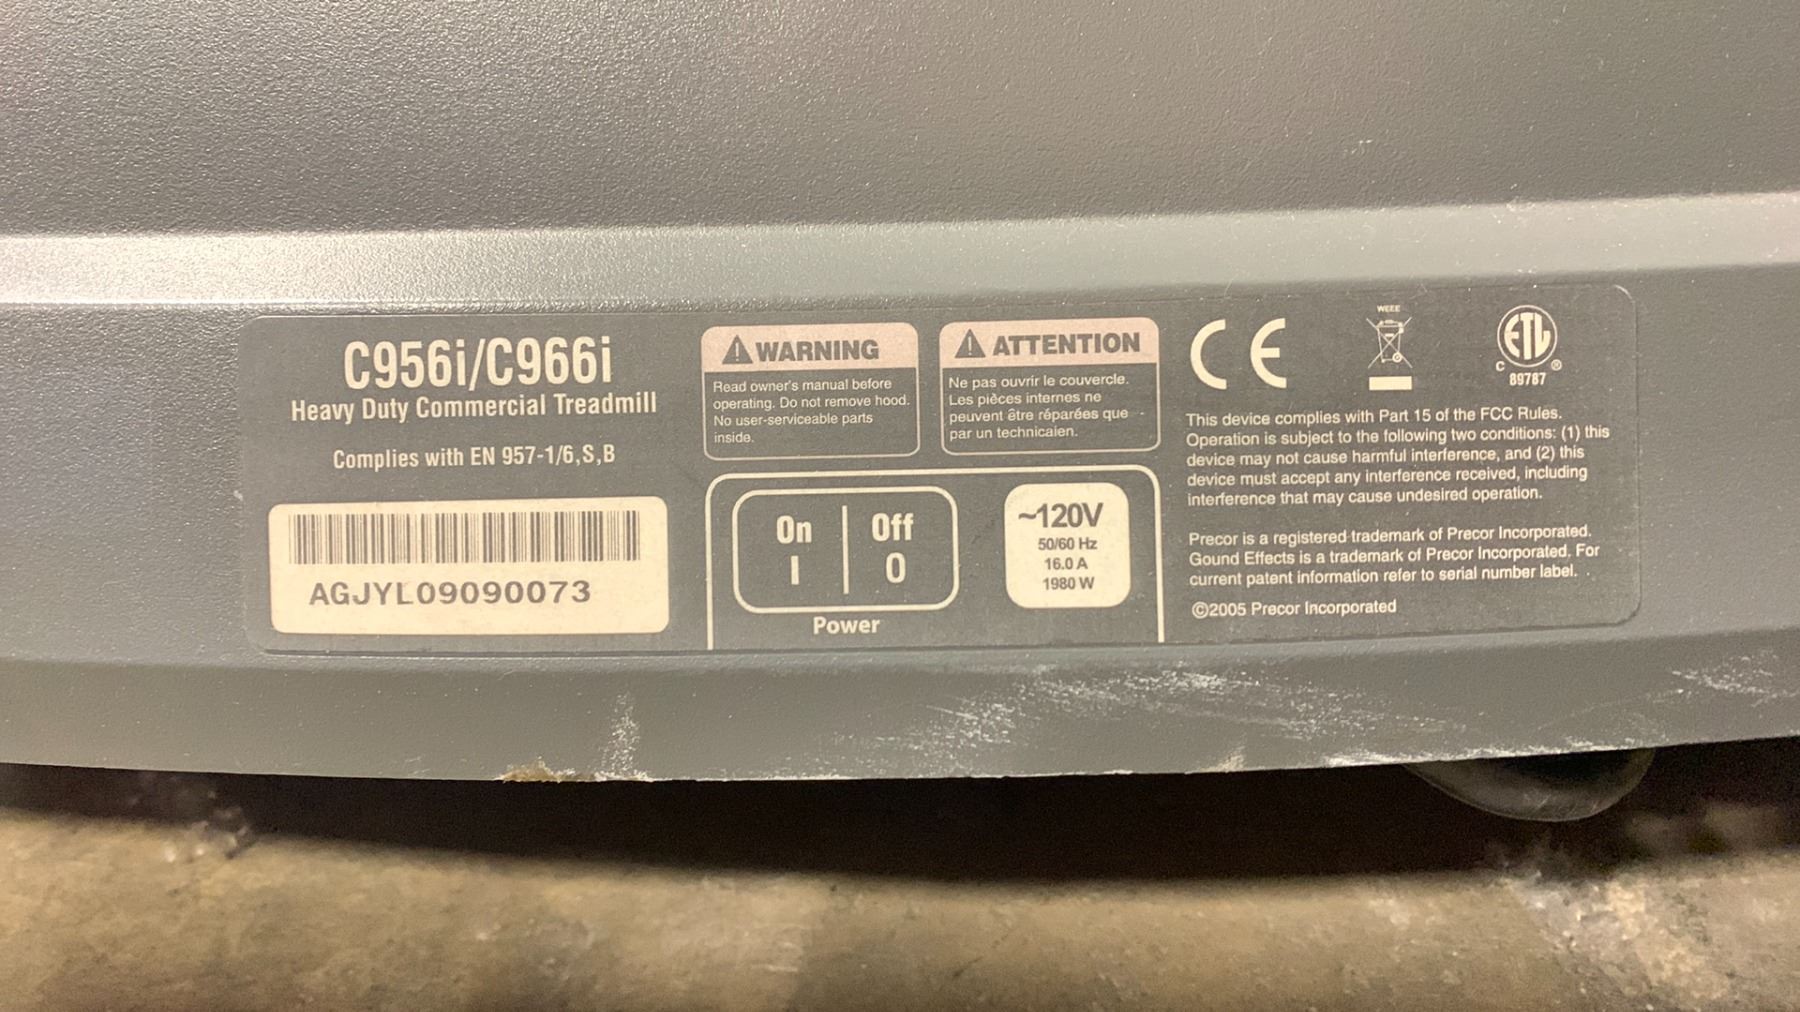 C956i/C966i
Heavy Duty Commercial Treadmill
Complies with EN 957-1/6,S,B
AGJYL09090073
WARNING
Read owner's manual before
operating. Do not remove hood.
No user-serviceable parts
inside.
ATTENTION
Ne pas ouvrir le couvercle.
Les pièces internes ne
peuvent être réparées que
par un technicaien.
On
I
Off
O
Power
~120V
50/60 Hz
16.0 A
1980 W
CE
WEEE
ETL
C ®
89787
This device complies with Part 15 of the FCC Rules.
Operation is subject to the following two conditions: (1) this
device may not cause harmful interference, and (2) this
device must accept any interference received, including
interference that may cause undesired operation.
Precor is a registered trademark of Precor Incorporated.
Gound Effects is a trademark of Precor Incorporated. For
current patent information refer to serial number label.
©2005 Precor Incorporated